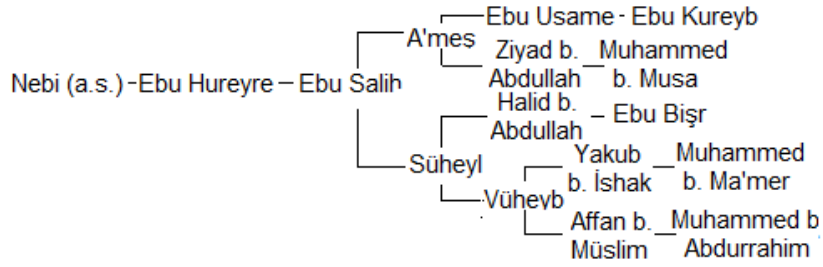 Ebu Usame - Ebu Kureyb
A'meş
Ziyad b. Abdullah
Muhammed b. Musa
Nebi (a.s.) - Ebu Hureyre - Ebu Salih
Halid b. Abdullah
Ebu Bişr
Süheyl
Yakub b. İshak
Muhammed b. Ma'mer
Vüheyb
Affan b. Müslim
Muhammed b Abdurrahim